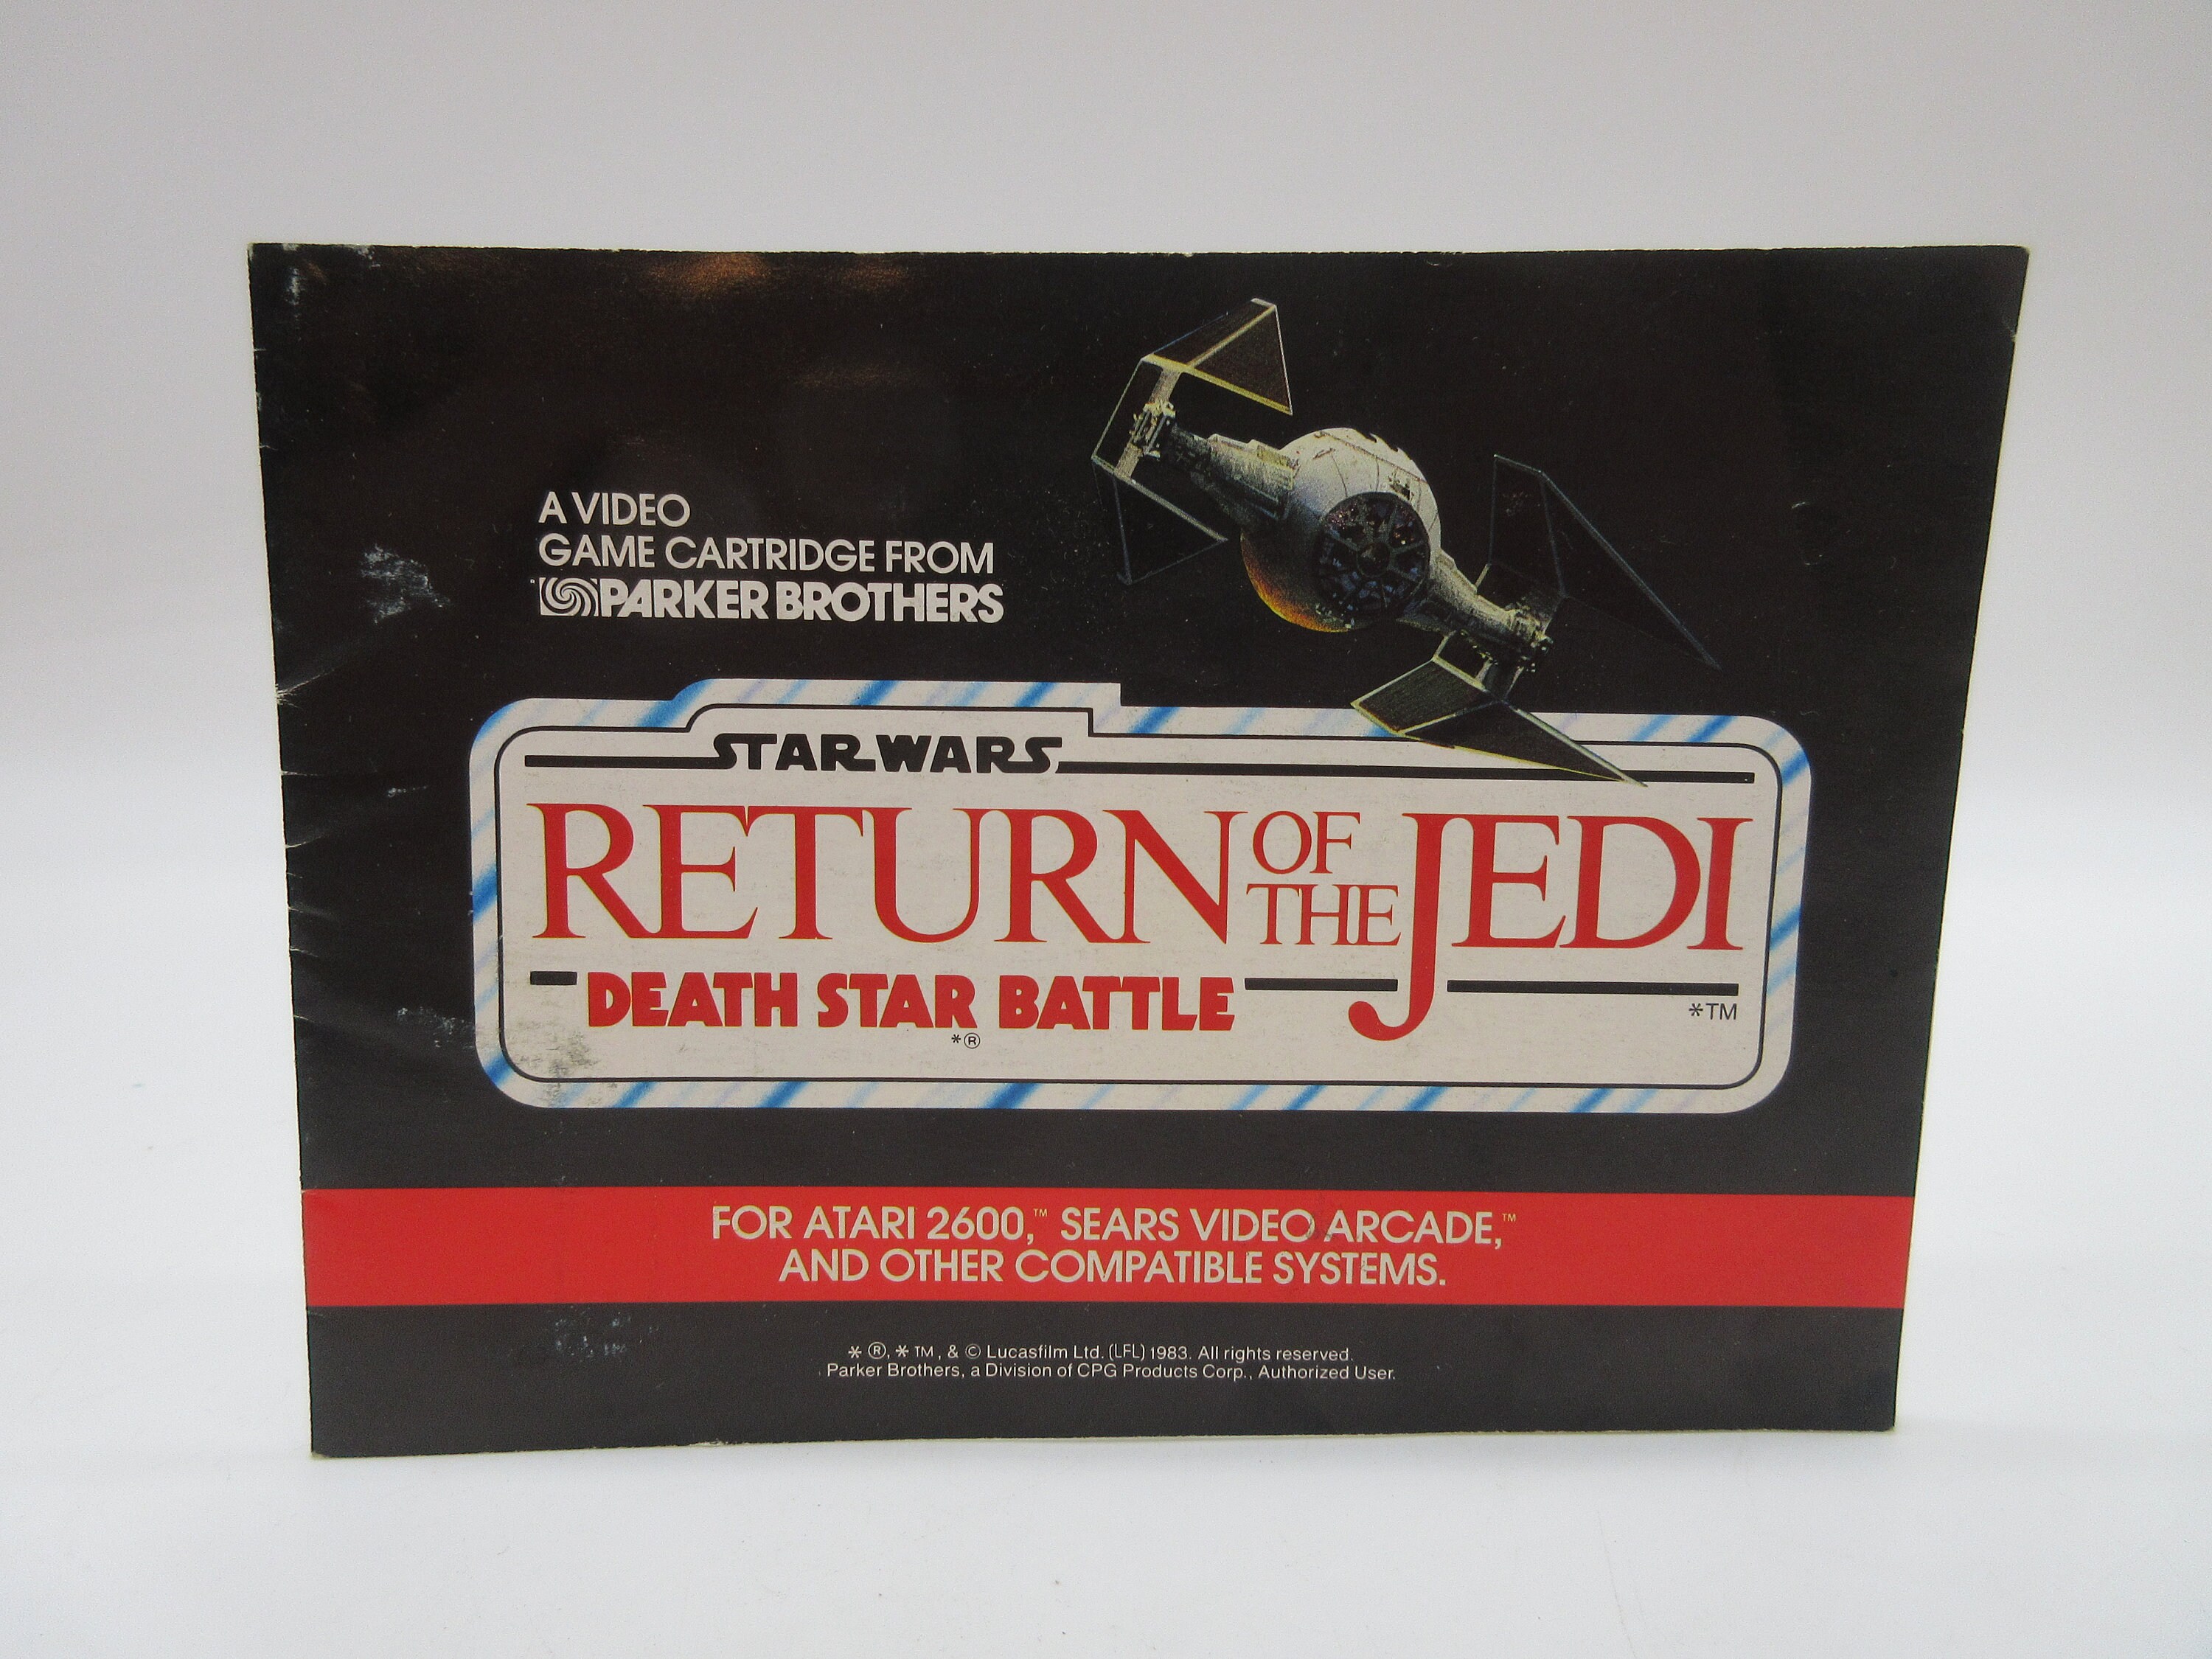 A VIDEO
GAME CARTRIDGE FROM
PARKER BROTHERS
STAR WARS
RETURN OF THE JEDI
DEATH STAR BATTLE
*®
*TM
FOR ATARI 2600,™ SEARS VIDEO ARCADE,™
AND OTHER COMPATIBLE SYSTEMS.
* ®, * TM, & © Lucasfilm Ltd. (LFL) 1983. All rights reserved.
Parker Brothers, a Division of CPG Products Corp., Authorized User.